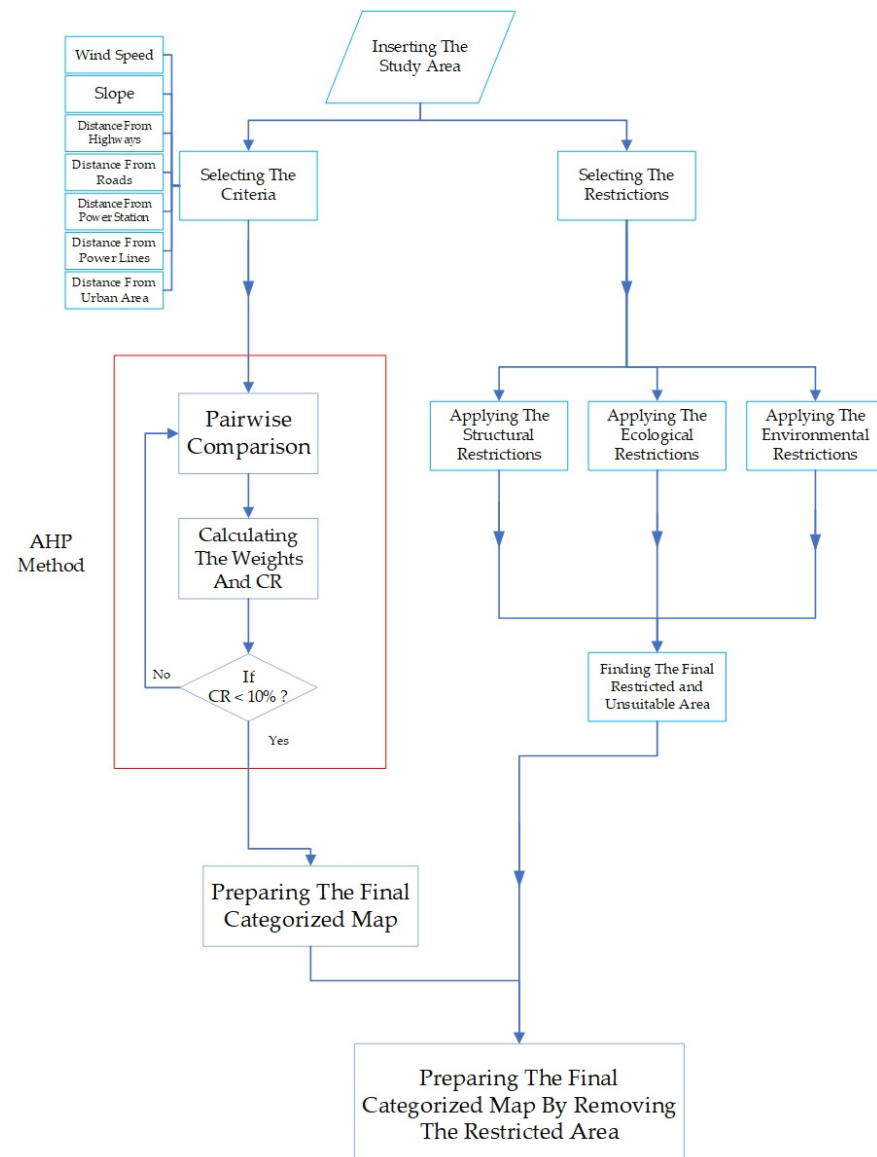 Inserting The
Study Area
Wind Speed
Slope
Distance From
Highways
Distance From
Roads
Distance From
Power Station
Distance From
Power Lines
Distance From
Urban Area
Selecting The
Criteria
Selecting The
Restrictions
AHP
Method
Pairwise
Comparison
Calculating
The Weights
And CR
If
CR < 10% ?
No
Yes
Applying The
Structural
Restrictions
Applying The
Ecological
Restrictions
Applying The
Environmental
Restrictions
Finding The Final
Restricted and
Unsuitable Area
Preparing The Final
Categorized Map
Preparing The Final
Categorized Map By Removing
The Restricted Area